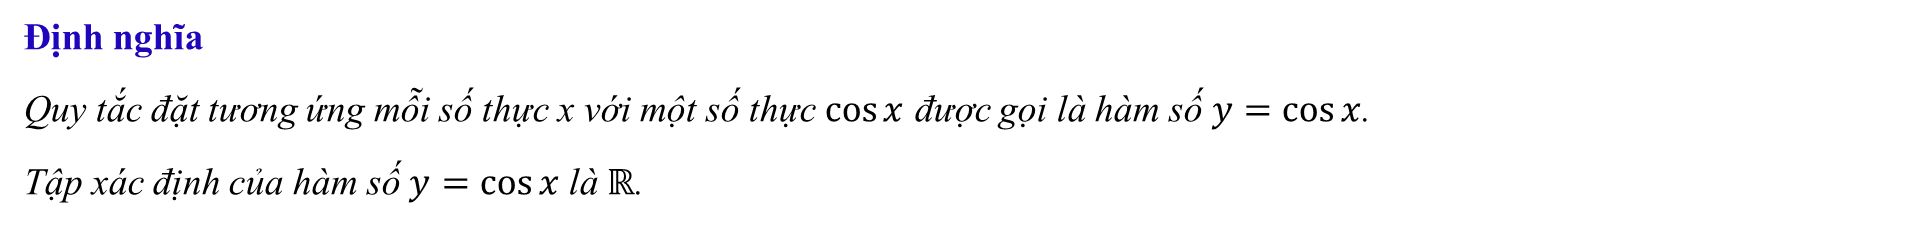 Định nghĩa
Quy tắc đặt tương ứng mỗi số thực x với một số thực cos x được gọi là hàm số y = cos x.
Tập xác định của hàm số y = cos x là ℝ.